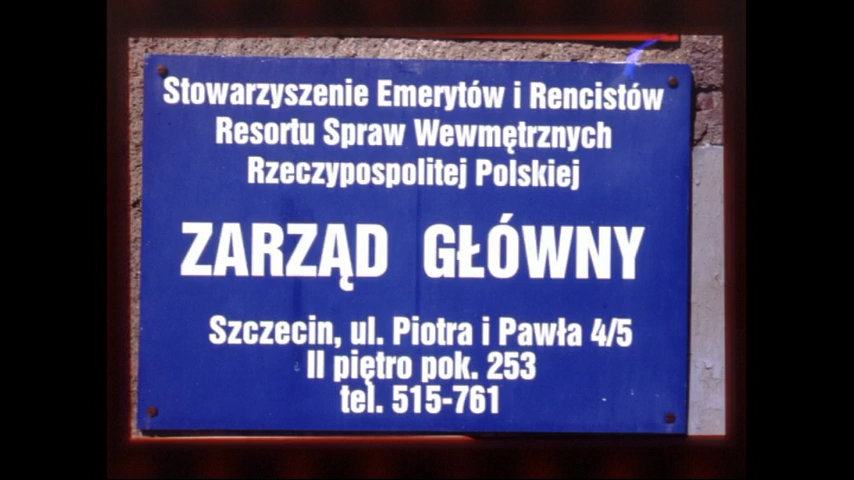 Stowarzyszenie Emerytów i Rencistów
Resortu Spraw Wewmętrznych
Rzeczypospolitej Polskiej
ZARZĄD GŁÓWNY
Szczecin, ul. Piotra i Pawła 4/5
II piętro pok. 253
tel. 515-761